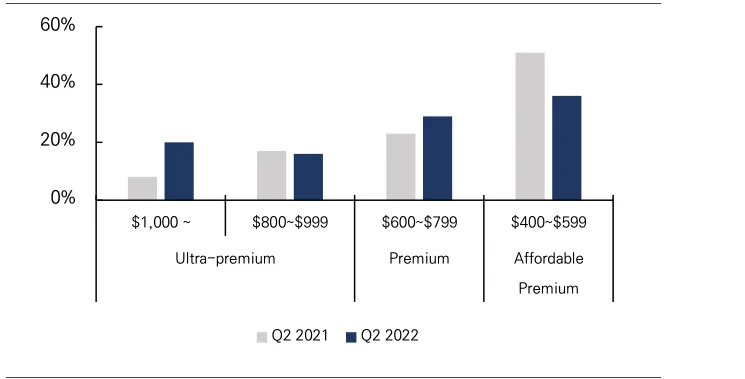 60%
40%
20%
0%
$1,000 ~ $800~$999 $600~$799 $400~$599
Ultra-premium Premium Affordable
Premium
Q2 2021 Q2 2022